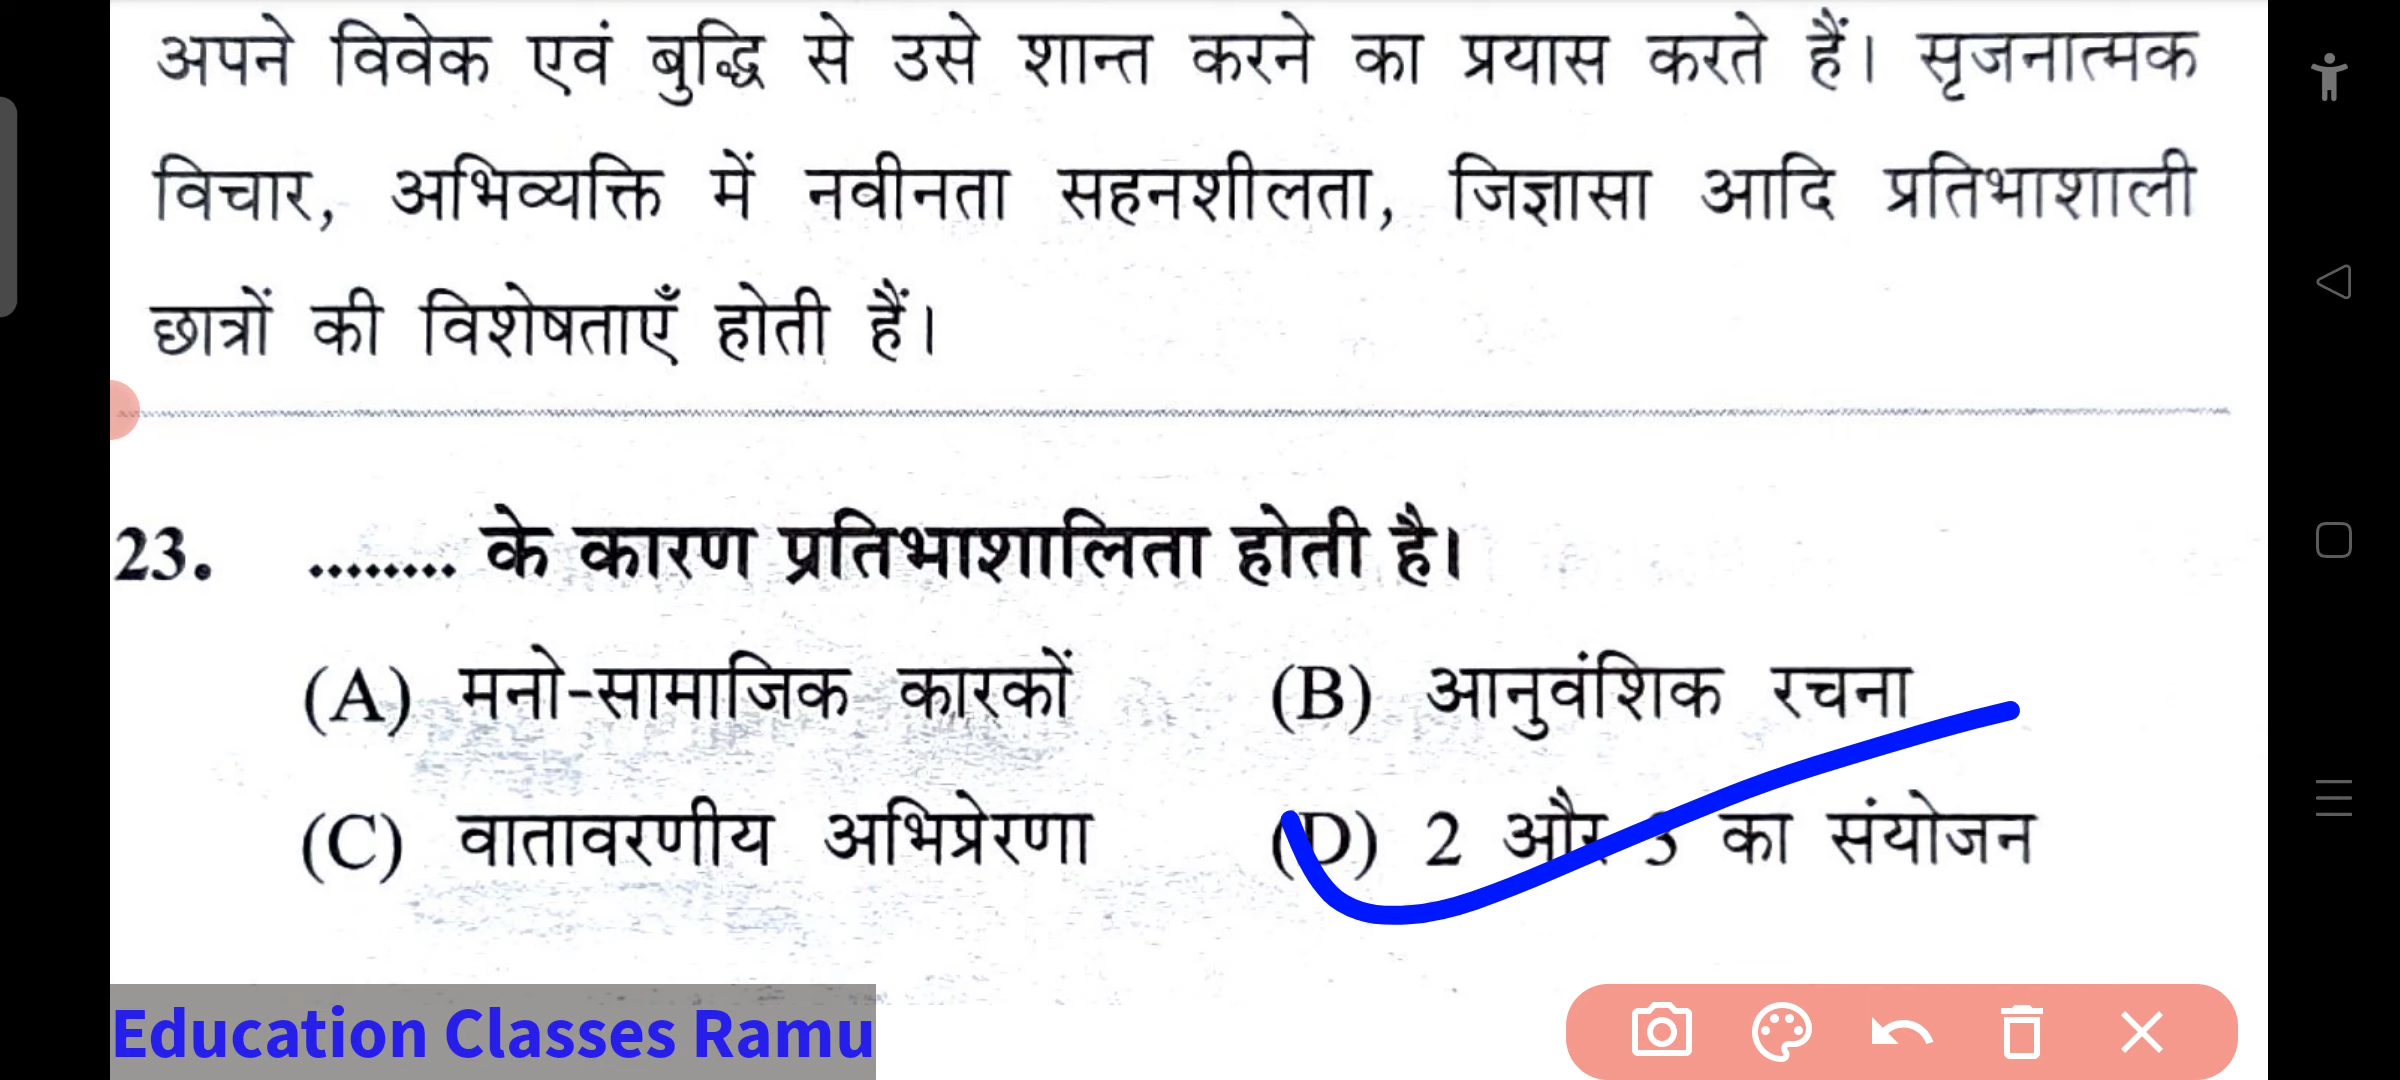 अपने विवेक एवं बुद्धि से उसे शान्त करने का प्रयास करते हैं। सृजनात्मक
विचार, अभिव्यक्ति में नवीनता सहनशीलता, जिज्ञासा आदि प्रतिभाशाली
छात्रों की विशेषताएँ होती हैं।
23. ........ के कारण प्रतिभाशालिता होती है।
(A) मनो-सामाजिक कारकों (B) आनुवंशिक रचना
(C) वातावरणीय अभिप्रेरणा (D) 2 और 3 का संयोजन
Education Classes Ramu